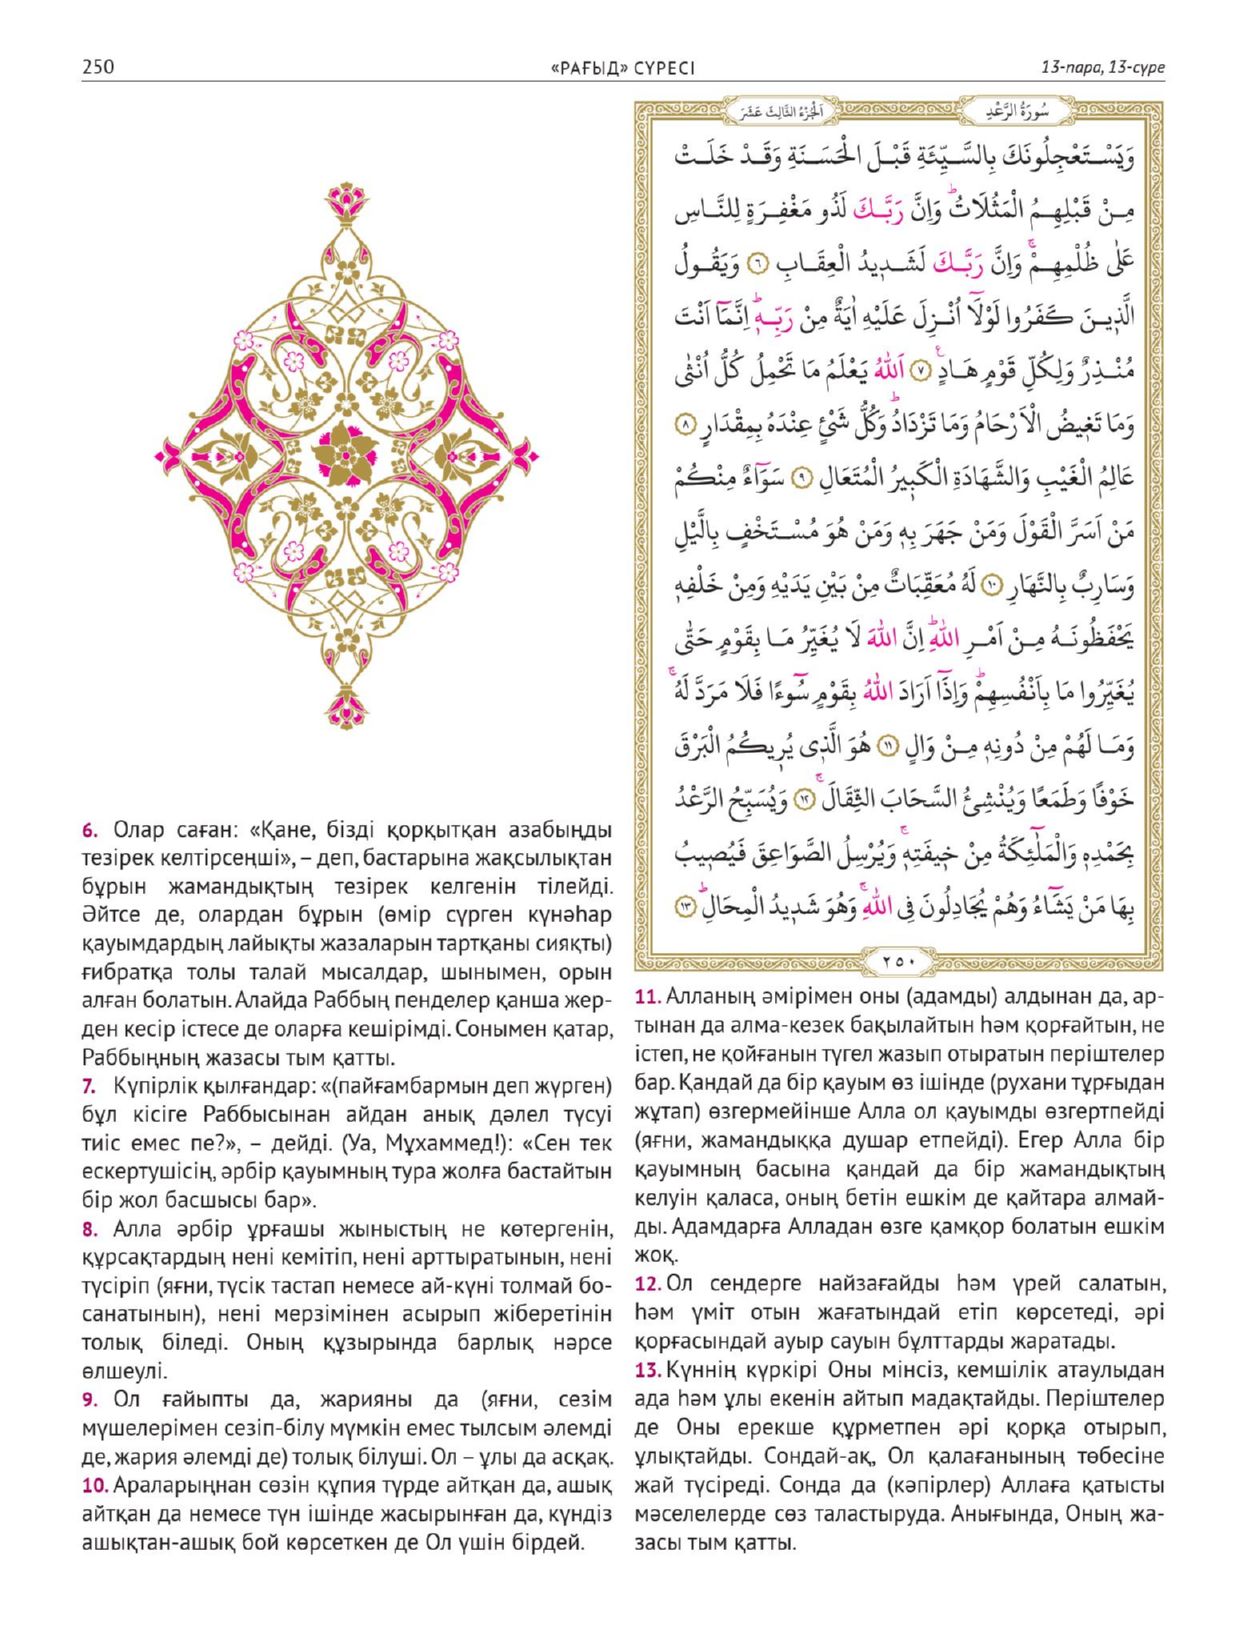 250
«РАҒЫД» СҮРЕСІ
13-пара, 13-сүре
سُورَةُ الرَّعْدِ
اَلْجُزْءُ الثَّالِثَ عَشَرَ
وَيَسْتَعْجِلُونَكَ بِالسَّيِّئَةِ قَبْلَ الْحَسَنَةِ وَقَدْ خَلَتْ
مِنْ قَبْلِهِمُ الْمَثُلَاتُۜ وَاِنَّ رَبَّكَ لَذُو مَغْفِرَةٍ لِلنَّاسِ
عَلٰى ظُلْمِهِمْۚ وَاِنَّ رَبَّكَ لَشَدٖيدُ الْعِقَابِ ﴿٦﴾ وَيَقُولُ
الَّذٖينَ كَفَرُوا لَوْلَٓا اُنْزِلَ عَلَيْهِ اٰيَةٌ مِنْ رَبِّهٖۜ اِنَّمَٓا اَنْتَ
مُنْذِرٌ وَلِكُلِّ قَوْمٍ هَادٍۚ ﴿٧﴾ اَللّٰهُ يَعْلَمُ مَا تَحْمِلُ كُلُّ اُنْثٰى
وَمَا تَغٖيضُ الْاَرْحَامُ وَمَا تَزْدَادُۜ وَكُلُّ شَيْئٍ عِنْدَهُ بِمِقْدَارٍ ﴿٨﴾
عَالِمُ الْغَيْبِ وَالشَّهَادَةِ الْكَبٖيرُ الْمُتَعَالِ ﴿٩﴾ سَوَٓاءٌ مِنْكُمْ
مَنْ اَسَرَّ الْقَوْلَ وَمَنْ جَهَرَ بِهٖ وَمَنْ هُوَ مُسْتَخْفٍ بِالَّيْلِ
وَسَارِبٌ بِالنَّهَارِ ﴿١٠﴾ لَهُ مُعَقِّبَاتٌ مِنْ بَيْنِ يَدَيْهِ وَمِنْ خَلْفِهٖ
يَحْفَظُونَهُ مِنْ اَمْرِ اللّٰهِۜ اِنَّ اللّٰهَ لَا يُغَيِّرُ مَا بِقَوْمٍ حَتّٰى
يُغَيِّرُوا مَا بِاَنْفُسِهِمْۜ وَاِذَٓا اَرَادَ اللّٰهُ بِقَوْمٍ سُٓوءًا فَلَا مَرَدَّ لَهُۚ
وَمَا لَهُمْ مِنْ دُونِهٖ مِنْ وَالٍ ﴿١١﴾ هُوَ الَّذٖى يُرٖيكُمُ الْبَرْقَ
خَوْفًا وَطَمَعًا وَيُنْشِئُ السَّحَابَ الثِّقَالَۚ ﴿١٢﴾ وَيُسَبِّحُ الرَّعْدُ
بِحَمْدِهٖ وَالْمَلٰٓئِكَةُ مِنْ خٖيفَتِهٖۚ وَيُرْسِلُ الصَّوَاعِقَ فَيُصٖيبُ
بِهَا مَنْ يَشَٓاءُ وَهُمْ يُجَادِلُونَ فِى اللّٰهِۚ وَهُوَ شَدٖيدُ الْمِحَالِۜ ﴿١٣﴾
٢٥٠
6. Олар саған: «Қане, бізді қорқытқан азабыңды
тезірек келтірсеңші», – деп, бастарына жақсылықтан
бұрын жамандықтың тезірек келгенін тілейді.
Әйтсе де, олардан бұрын (өмір сүрген күнәһар
қауымдардың лайықты жазаларын тартқаны сияқты)
ғибратқа толы талай мысалдар, шынымен, орын
алған болатын. Алайда Раббың пенделер қанша жер-
ден кесір істесе де оларға кешірімді. Сонымен қатар,
Раббыңның жазасы тым қатты.
7. Күпірлік қылғандар: «(пайғамбармын деп жүрген)
бұл кісіге Раббысынан айдан анық дәлел түсуі
тиіс емес пе?», – дейді. (Уа, Мұхаммед!): «Сен тек
ескертушісің, әрбір қауымның тура жолға бастайтын
бір жол басшысы бар».
8. Алла әрбір ұрғашы жыныстың не көтергенін,
құрсақтардың нені кемітіп, нені арттыратынын, нені
түсіріп (яғни, түсік тастап немесе ай-күні толмай бо-
санатынын), нені мерзімінен асырып жіберетінін
толық біледі. Оның құзырында барлық нәрсе
өлшеулі.
9. Ол ғайыпты да, жарияны да (яғни, сезім
мүшелерімен сезіп-білу мүмкін емес тылсым әлемді
де, жария әлемді де) толық білуші. Ол – ұлы да асқақ.
10. Араларыңнан сөзін құпия түрде айтқан да, ашық
айтқан да немесе түн ішінде жасырынған да, күндіз
ашықтан-ашық бой көрсеткен де Ол үшін бірдей.
11. Алланың әмірімен оны (адамды) алдынан да, ар-
тынан да алма-кезек бақылайтын һәм қорғайтын, не
істеп, не қойғанын түгел жазып отыратын періштелер
бар. Қандай да бір қауым өз ішінде (рухани тұрғыдан
жұтап) өзгермейінше Алла ол қауымды өзгертпейді
(яғни, жамандыққа душар етпейді). Егер Алла бір
қауымның басына қандай да бір жамандықтың
келуін қаласа, оның бетін ешкім де қайтара алмай-
ды. Адамдарға Алладан өзге қамқор болатын ешкім
жоқ.
12. Ол сендерге найзағайды һәм үрей салатын,
һәм үміт отын жағатындай етіп көрсетеді, әрі
қорғасындай ауыр сауын бұлттарды жаратады.
13. Күннің күркірі Оны мінсіз, кемшілік атаулыдан
ада һәм ұлы екенін айтып мадақтайды. Періштелер
де Оны ерекше құрметпен әрі қорқа отырып,
ұлықтайды. Сондай-ақ, Ол қалағанының төбесіне
жай түсіреді. Сонда да (кәпірлер) Аллаға қатысты
мәселелерде сөз таластыруда. Анығында, Оның жа-
засы тым қатты.